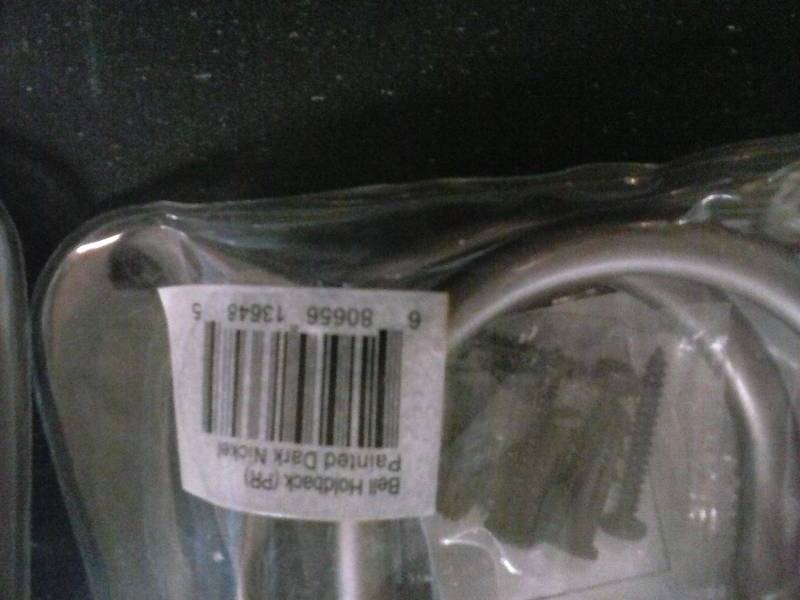 Bell Holdback (PR)
Painted Dark Nickel
6 80656 13648 5